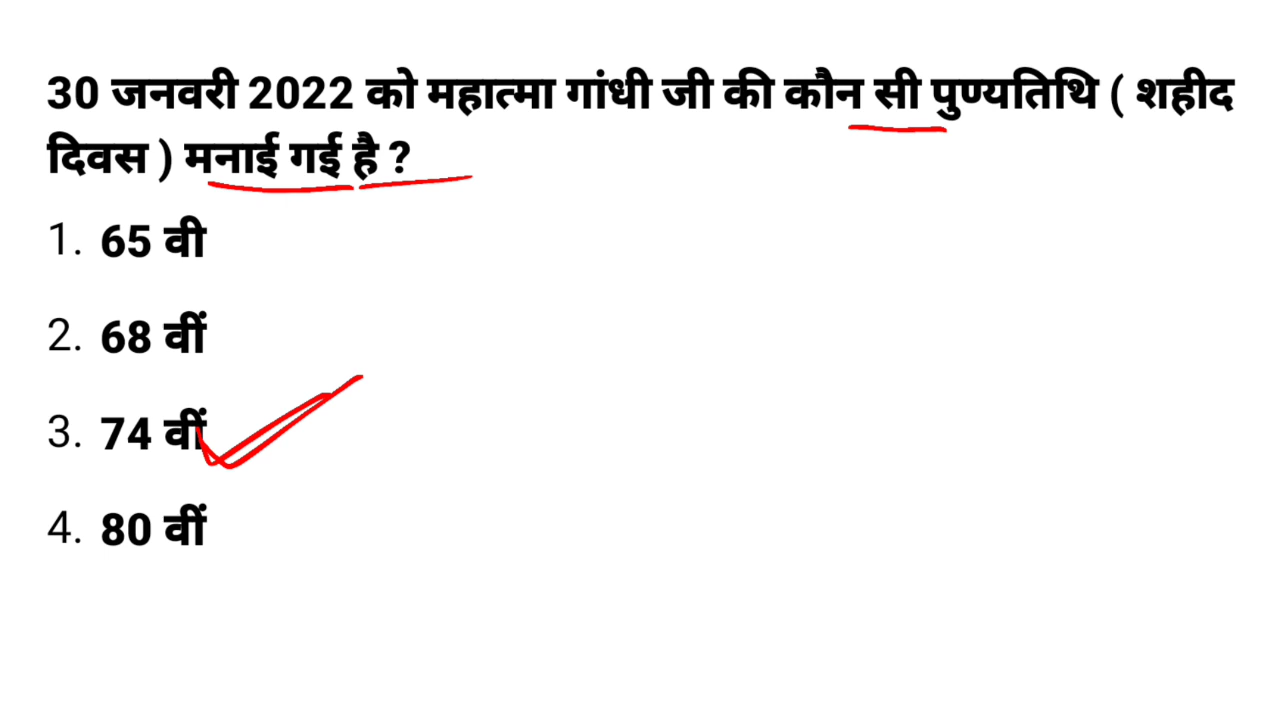 30 जनवरी 2022 को महात्मा गांधी जी की कौन सी पुण्यतिथि ( शहीद
दिवस ) मनाई गई है ?
1. 65 वी
2. 68 वीं
3. 74 वीं
4. 80 वीं